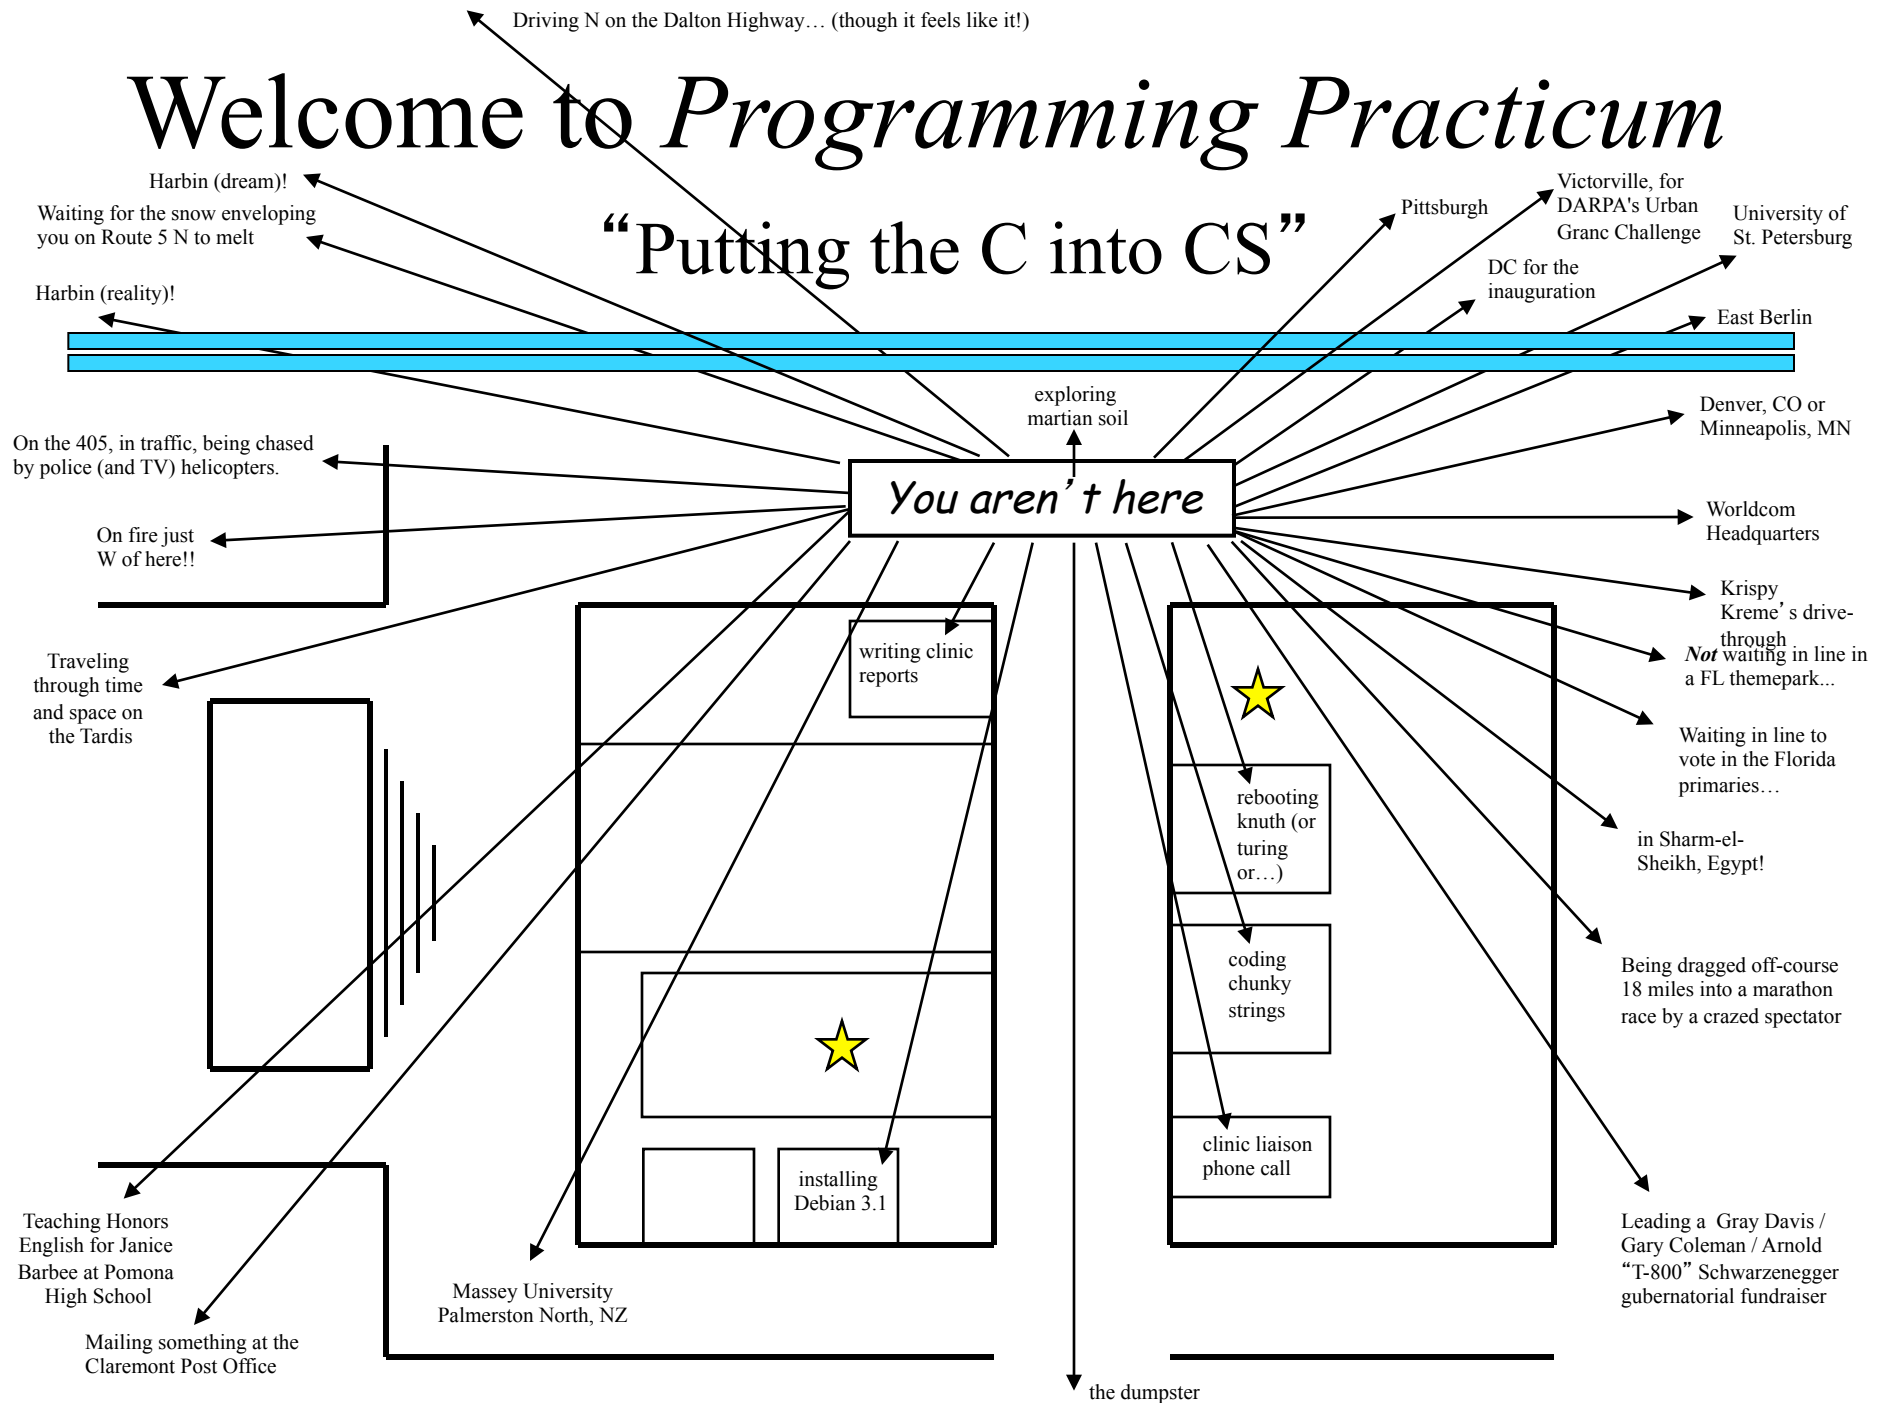 Driving N on the Dalton Highway… (though it feels like it!)
Welcome to Programming Practicum
“Putting the C into CS”
Harbin (dream)!
Waiting for the snow enveloping
you on Route 5 N to melt
Harbin (reality)!
Pittsburgh
Victorville, for
DARPA's Urban
Granc Challenge
University of
St. Petersburg
DC for the
inauguration
East Berlin
exploring
martian soil
Denver, CO or
Minneapolis, MN
On the 405, in traffic, being chased
by police (and TV) helicopters.
You aren’t here
On fire just
W of here!!
Worldcom
Headquarters
Krispy
Kreme’s drive-
through
Not waiting in line in
a FL themepark...
Traveling
through time
and space on
the Tardis
writing clinic
reports
Waiting in line to
vote in the Florida
primaries…
rebooting
knuth (or
turing
or…)
in Sharm-el-
Sheikh, Egypt!
coding
chunky
strings
Being dragged off-course
18 miles into a marathon
race by a crazed spectator
clinic liaison
phone call
installing
Debian 3.1
Teaching Honors
English for Janice
Barbee at Pomona
High School
Leading a  Gray Davis /
Gary Coleman / Arnold
“T-800” Schwarzenegger
gubernatorial fundraiser
Massey University
Palmerston North, NZ
Mailing something at the
Claremont Post Office
the dumpster